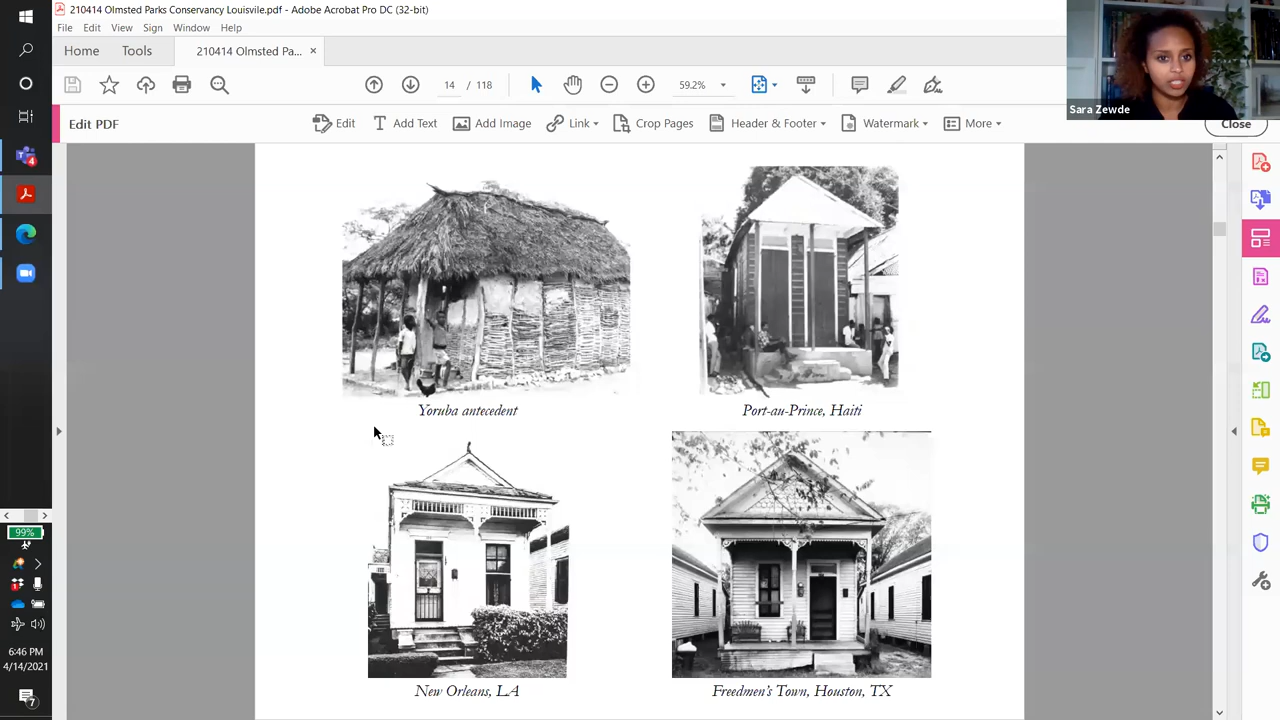 210414 Olmsted Parks Conservancy Louisvile.pdf - Adobe Acrobat Pro DC (32-bit)
File Edit View Sign Window Help
Home Tools 210414 Olmsted Pa... ×
14 / 118 59.2%
Sara Zewde
Edit PDF Edit Add Text Add Image Link Crop Pages Header & Footer Watermark More Close
4
Yoruba antecedent Port-au-Prince, Haiti
New Orleans, LA Freedmen's Town, Houston, TX
99%
6:46 PM
4/14/2021
7